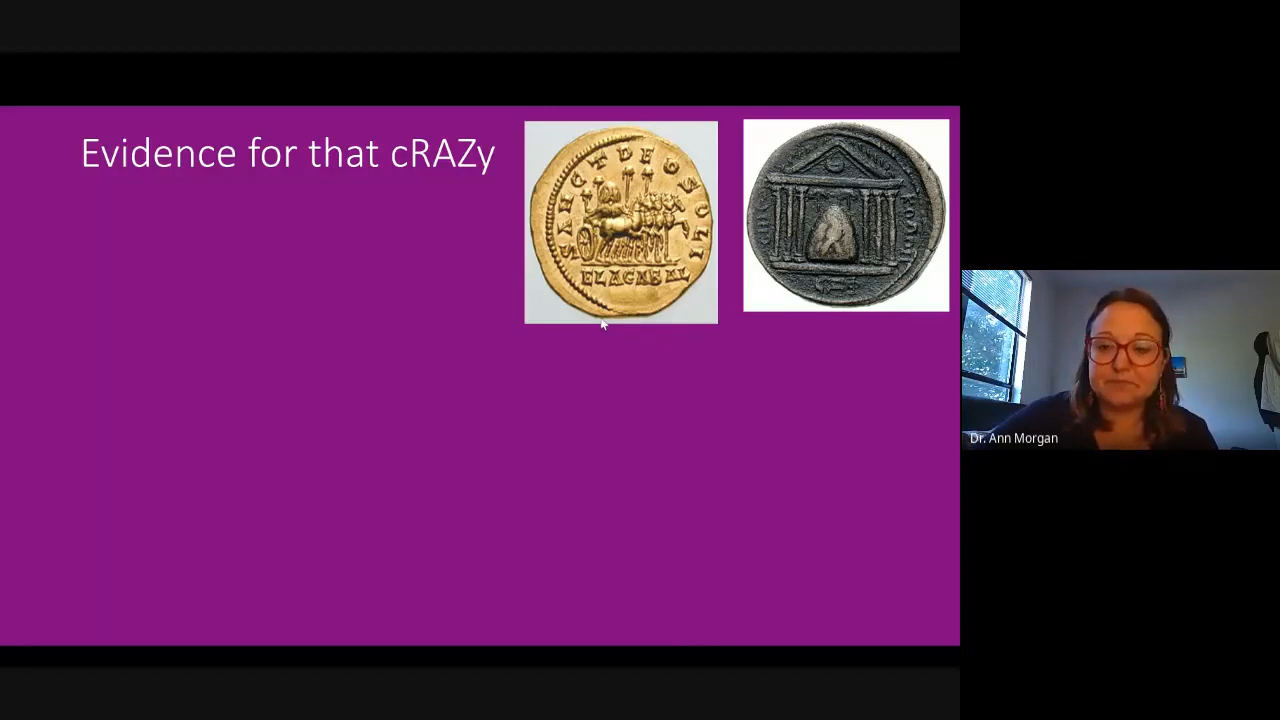 Evidence for that cRAZy
SANCT DEO SOLI
ELAGABAL
Dr. Ann Morgan